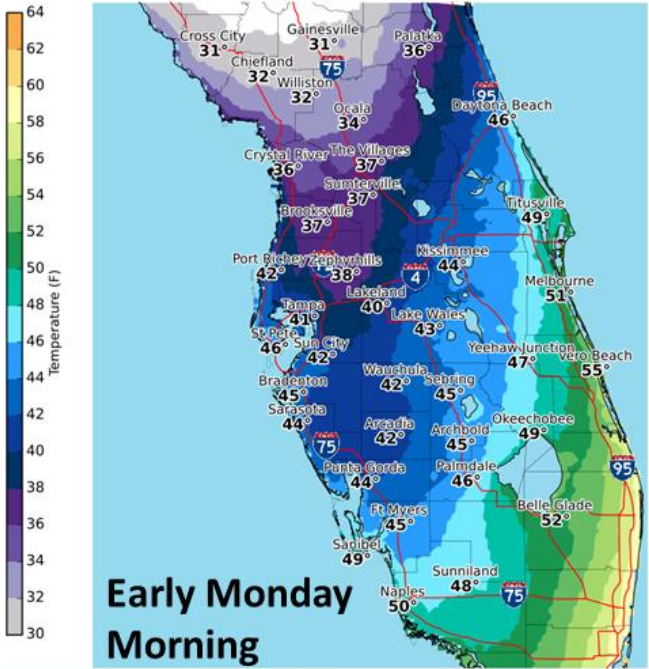 64
62
60
58
56
54
52
50
48
46
44
42
40
38
36
34
32
30
Temperature (F)
Cross City
31°
Gainesville
31°
Palatka
36°
Chiefland
32°
75
Williston
32°
95
Ocala
34°
Daytona Beach
46°
Crystal River
36°
The Villages
37°
Sumterville
37°
Titusville
49°
Brooksville
37°
Port Richey
42°
Zephyrhills
38°
Kissimmee
44°
4
Melbourne
51°
Lakeland
40°
Tampa
41°
Lake Wales
43°
St Pete
46°
Sun City
42°
Yeehaw Junction
47°
Vero Beach
55°
Wauchula
42°
Sebring
45°
Bradenton
45°
Sarasota
44°
Arcadia
42°
Okeechobee
49°
Archbold
45°
75
Punta Gorda
44°
Palmdale
46°
95
Ft Myers
45°
Belle Glade
52°
Sanibel
49°
Sunniland
48°
Naples
50°
75
Early Monday
Morning